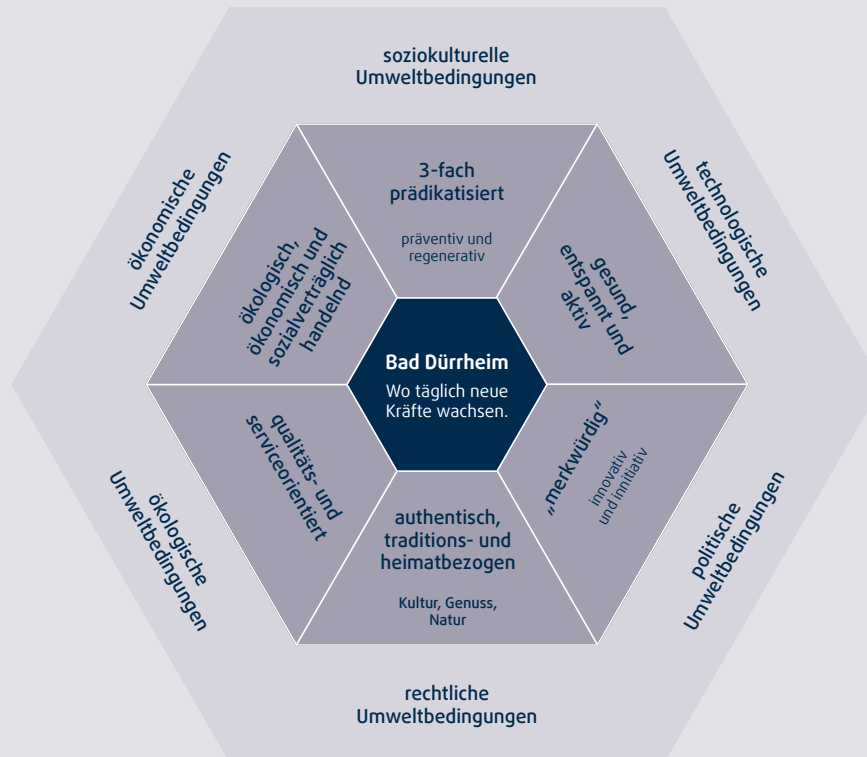 soziokulturelle
Umweltbedingungen
technologische
Umweltbedingungen
politische
Umweltbedingungen
rechtliche
Umweltbedingungen
ökologische
Umweltbedingungen
ökonomische
Umweltbedingungen
3-fach
prädikatisiert
präventiv und
regenerativ
gesund,
entspannt und
aktiv
„merkwürdig“
innovativ
und innitiativ
authentisch,
traditions- und
heimatbezogen
Kultur, Genuss,
Natur
qualitäts- und
serviceorientiert
ökologisch,
ökonomisch und
sozialverträglich
handelnd
Bad Dürrheim
Wo täglich neue
Kräfte wachsen.